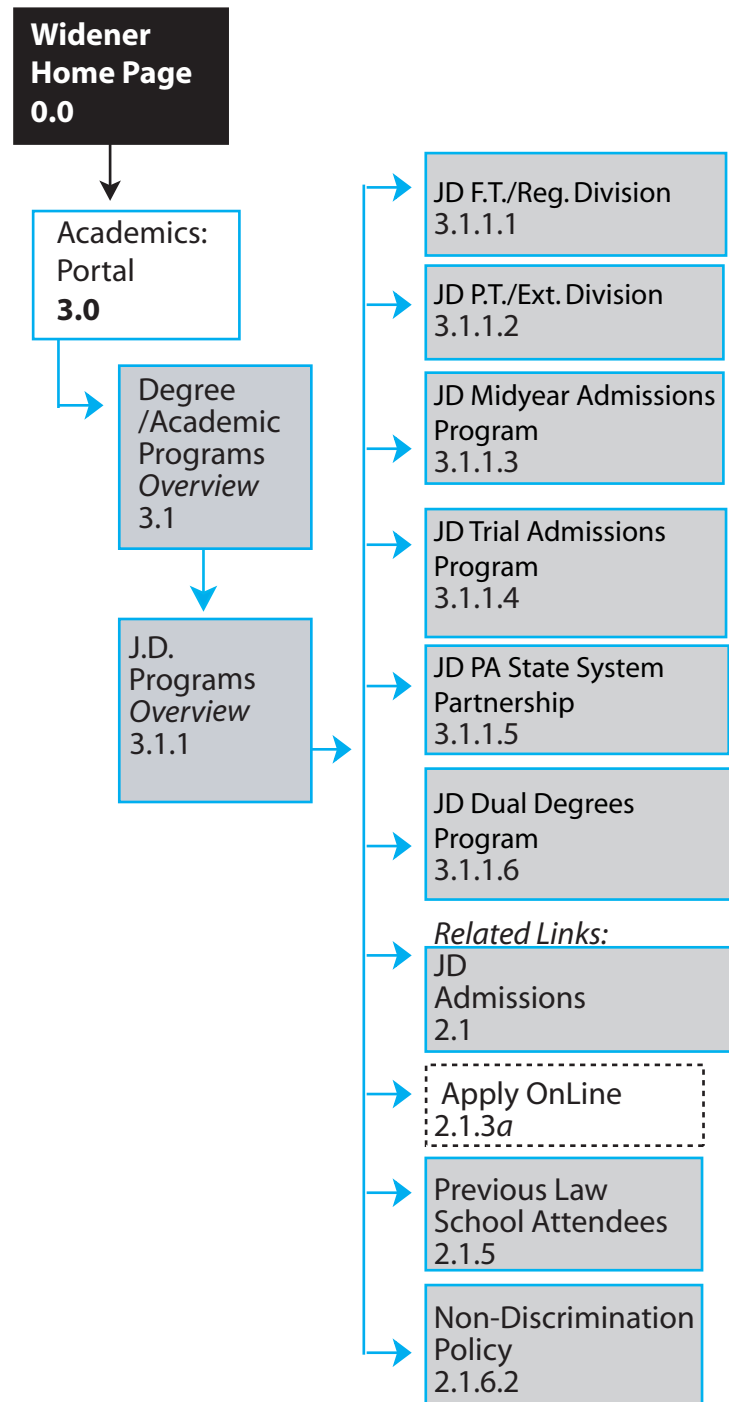 Widener
Home Page
0.0
Academics:
Portal
3.0
Degree
/Academic
Programs
Overview
3.1
J.D.
Programs
Overview
3.1.1
JD F.T./Reg. Division
3.1.1.1
JD P.T./Ext. Division
3.1.1.2
JD Midyear Admissions
Program
3.1.1.3
JD Trial Admissions
Program
3.1.1.4
JD PA State System
Partnership
3.1.1.5
JD Dual Degrees
Program
3.1.1.6
Related Links:
JD
Admissions
2.1
Apply OnLine
2.1.3a
Previous Law
School Attendees
2.1.5
Non-Discrimination
Policy
2.1.6.2